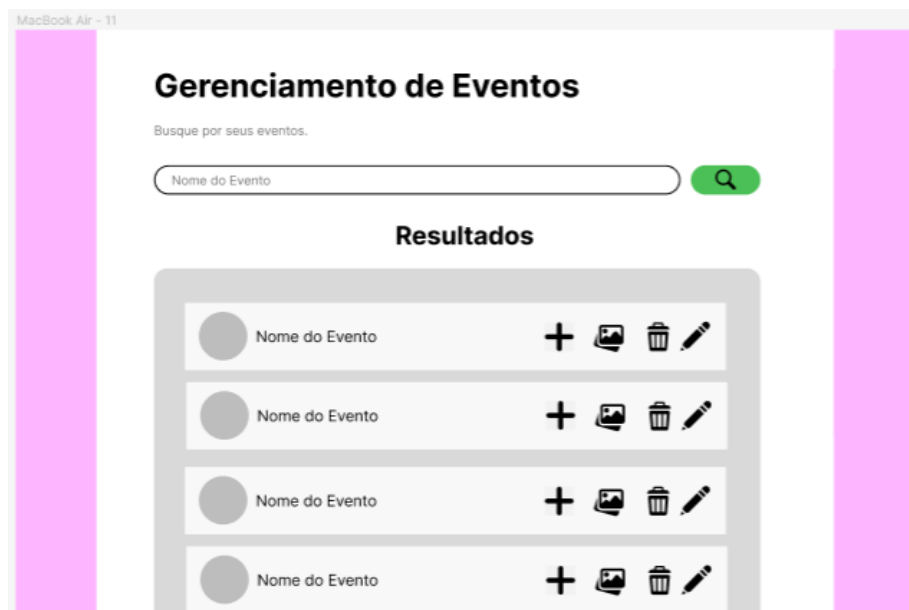 MacBook Air - 11
Gerenciamento de Eventos
Busque por seus eventos.
Nome do Evento
Resultados
Nome do Evento
Nome do Evento
Nome do Evento
Nome do Evento